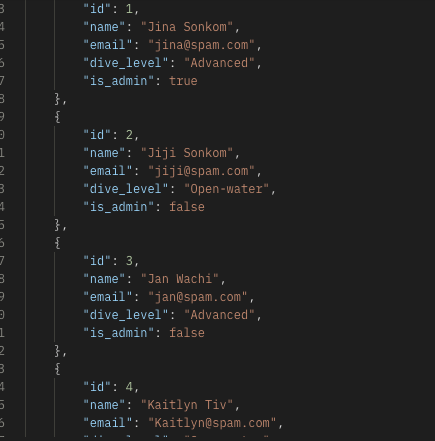 3 "id": 1,
4 "name": "Jina Sonkom",
5 "email": "jina@spam.com",
6 "dive_level": "Advanced",
7 "is_admin": true
8 },
9 {
0 "id": 2,
1 "name": "Jiji Sonkom",
2 "email": "jiji@spam.com",
3 "dive_level": "Open-water",
4 "is_admin": false
5 },
6 {
7 "id": 3,
8 "name": "Jan Wachi",
9 "email": "jan@spam.com",
0 "dive_level": "Advanced",
1 "is_admin": false
2 },
3 {
4 "id": 4,
5 "name": "Kaitlyn Tiv",
6 "email": "Kaitlyn@spam.com",